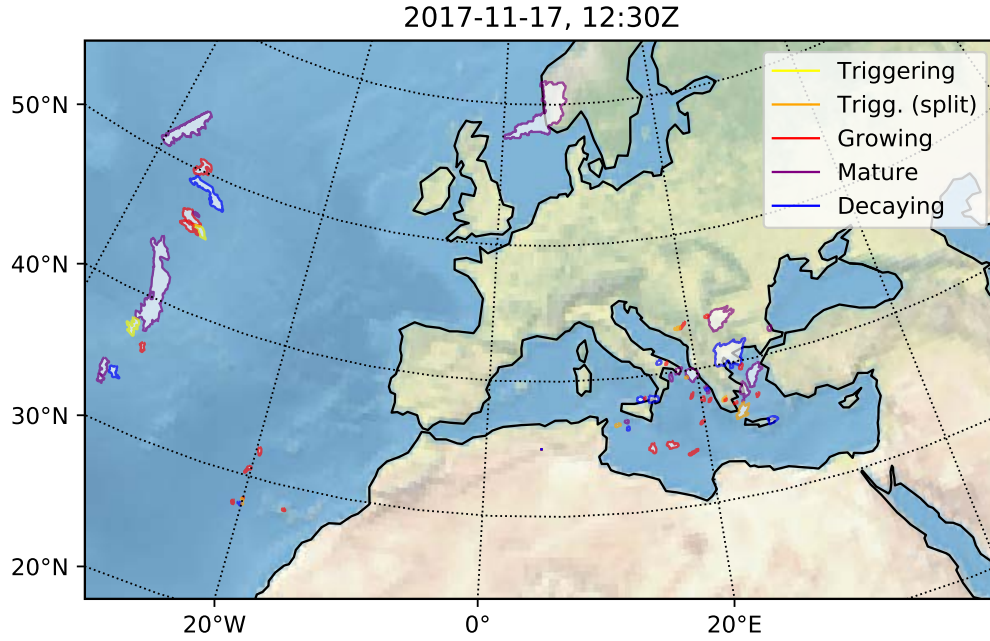 2017-11-17, 12:30Z
Triggering
Trigg. (split)
Growing
Mature
Decaying
50°N
40°N
30°N
20°N
20°W
0°
20°E